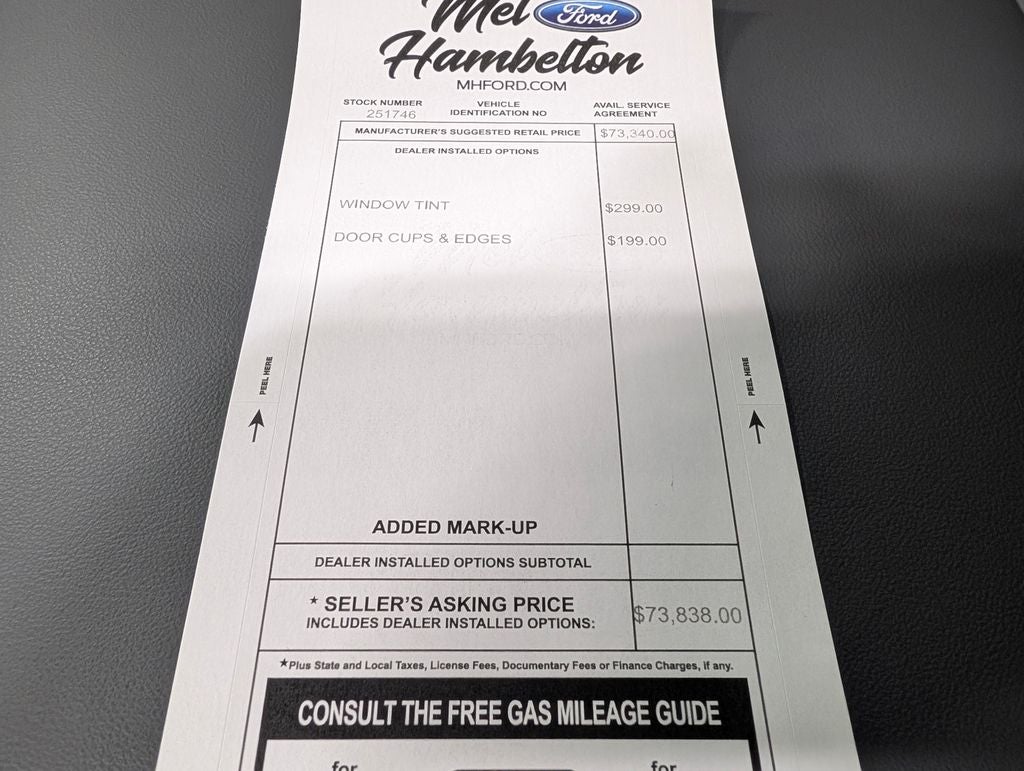 Mel Ford
Hambelton
MHFORD.COM
STOCK NUMBER
251746
VEHICLE
IDENTIFICATION NO
AVAIL. SERVICE
AGREEMENT
MANUFACTURER'S SUGGESTED RETAIL PRICE $73,340.00
DEALER INSTALLED OPTIONS
WINDOW TINT $299.00
DOOR CUPS & EDGES $199.00
PEEL HERE
PEEL HERE
ADDED MARK-UP
DEALER INSTALLED OPTIONS SUBTOTAL
* SELLER'S ASKING PRICE
INCLUDES DEALER INSTALLED OPTIONS: $73,838.00
*Plus State and Local Taxes, License Fees, Documentary Fees or Finance Charges, if any.
CONSULT THE FREE GAS MILEAGE GUIDE
for for